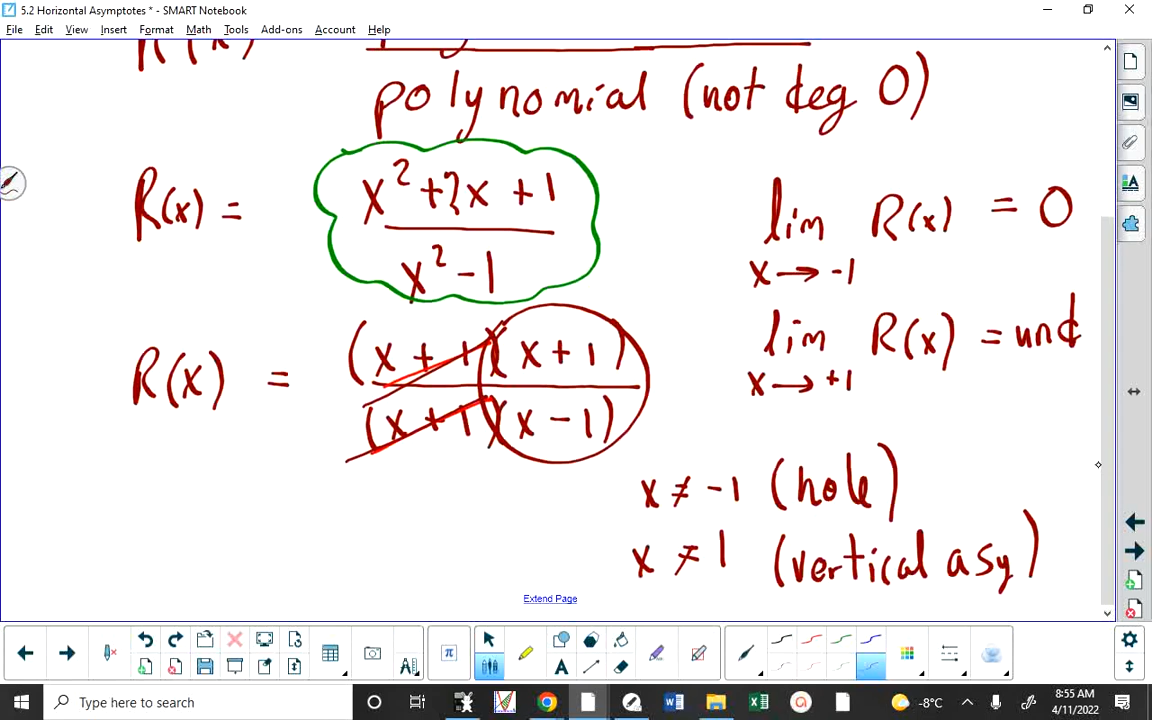 5.2 Horizontal Asymptotes * - SMART Notebook
File Edit View Insert Format Math Tools Add-ons Account Help
R(x)
polynomial (not deg 0)
R(x) = x² + 2x + 1
x² - 1
lim R(x) = 0
x → -1
lim R(x) = und
x → +1
R(x) = (x + 1)(x + 1)
(x + 1)(x - 1)
x ≠ -1 (hole)
x ≠ 1 (vertical asy)
Extend Page
π
Type here to search
-8°C
8:55 AM
4/11/2022